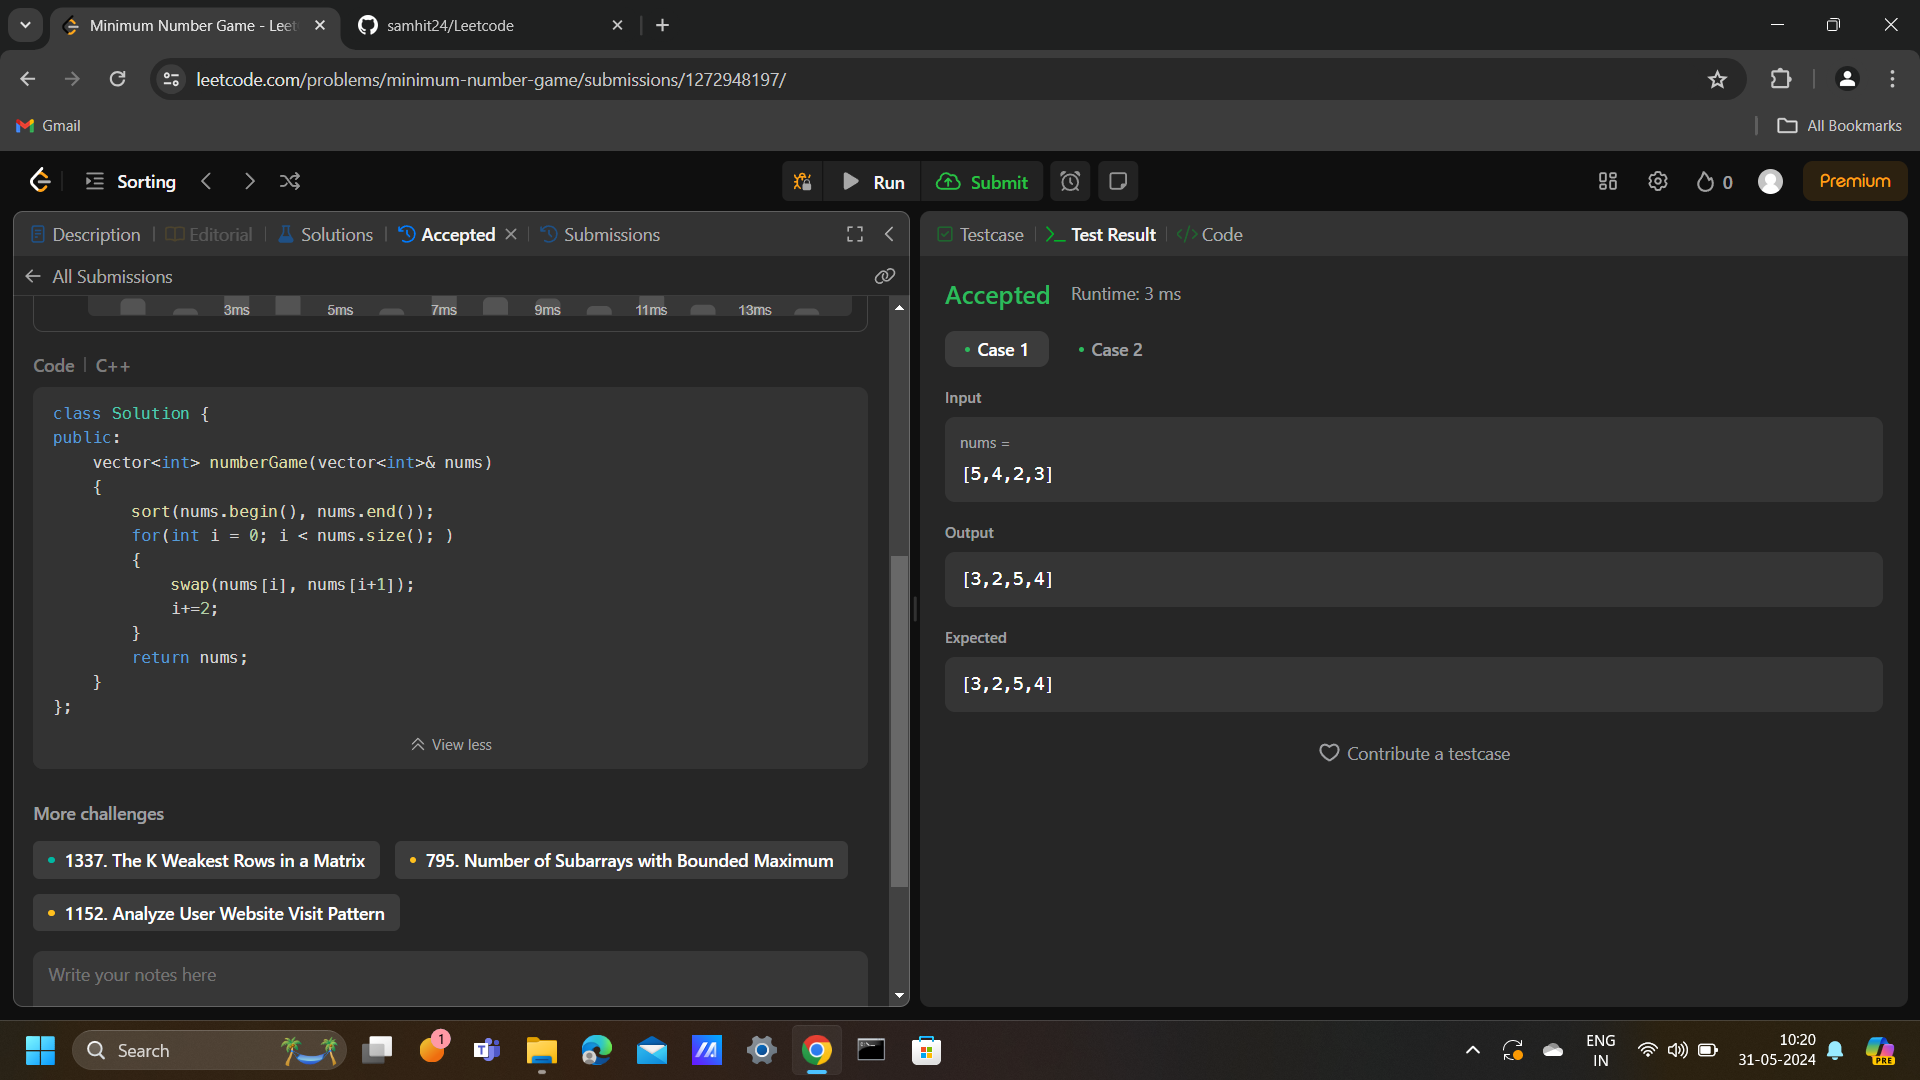 Minimum Number Game - Leet
samhit24/Leetcode
leetcode.com/problems/minimum-number-game/submissions/1272948197/
Gmail
All Bookmarks
Sorting
Run
Submit
0
Premium
Description
Editorial
Solutions
Accepted
Submissions
All Submissions
3ms 5ms 7ms 9ms 11ms 13ms
Code | C++
class Solution {
public:
    vector<int> numberGame(vector<int>& nums)
    {
        sort(nums.begin(), nums.end());
        for(int i = 0; i < nums.size(); )
        {
            swap(nums[i], nums[i+1]);
            i+=2;
        }
        return nums;
    }
};
View less
More challenges
1337. The K Weakest Rows in a Matrix
795. Number of Subarrays with Bounded Maximum
1152. Analyze User Website Visit Pattern
Write your notes here
Testcase
Test Result
Code
Accepted Runtime: 3 ms
Case 1
Case 2
Input
nums =
[5,4,2,3]
Output
[3,2,5,4]
Expected
[3,2,5,4]
Contribute a testcase
Search
1
ENG
IN
10:20
31-05-2024
PRE